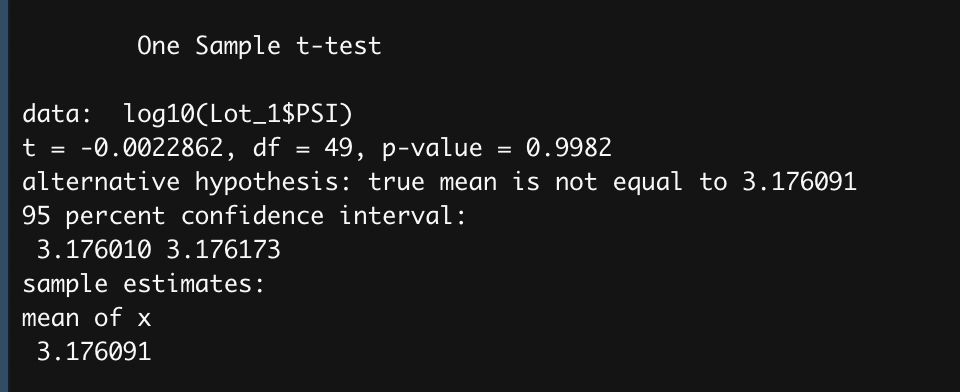 One Sample t-test
data:  log10(Lot_1$PSI)
t = -0.0022862, df = 49, p-value = 0.9982
alternative hypothesis: true mean is not equal to 3.176091
95 percent confidence interval:
3.176010 3.176173
sample estimates:
mean of x
3.176091